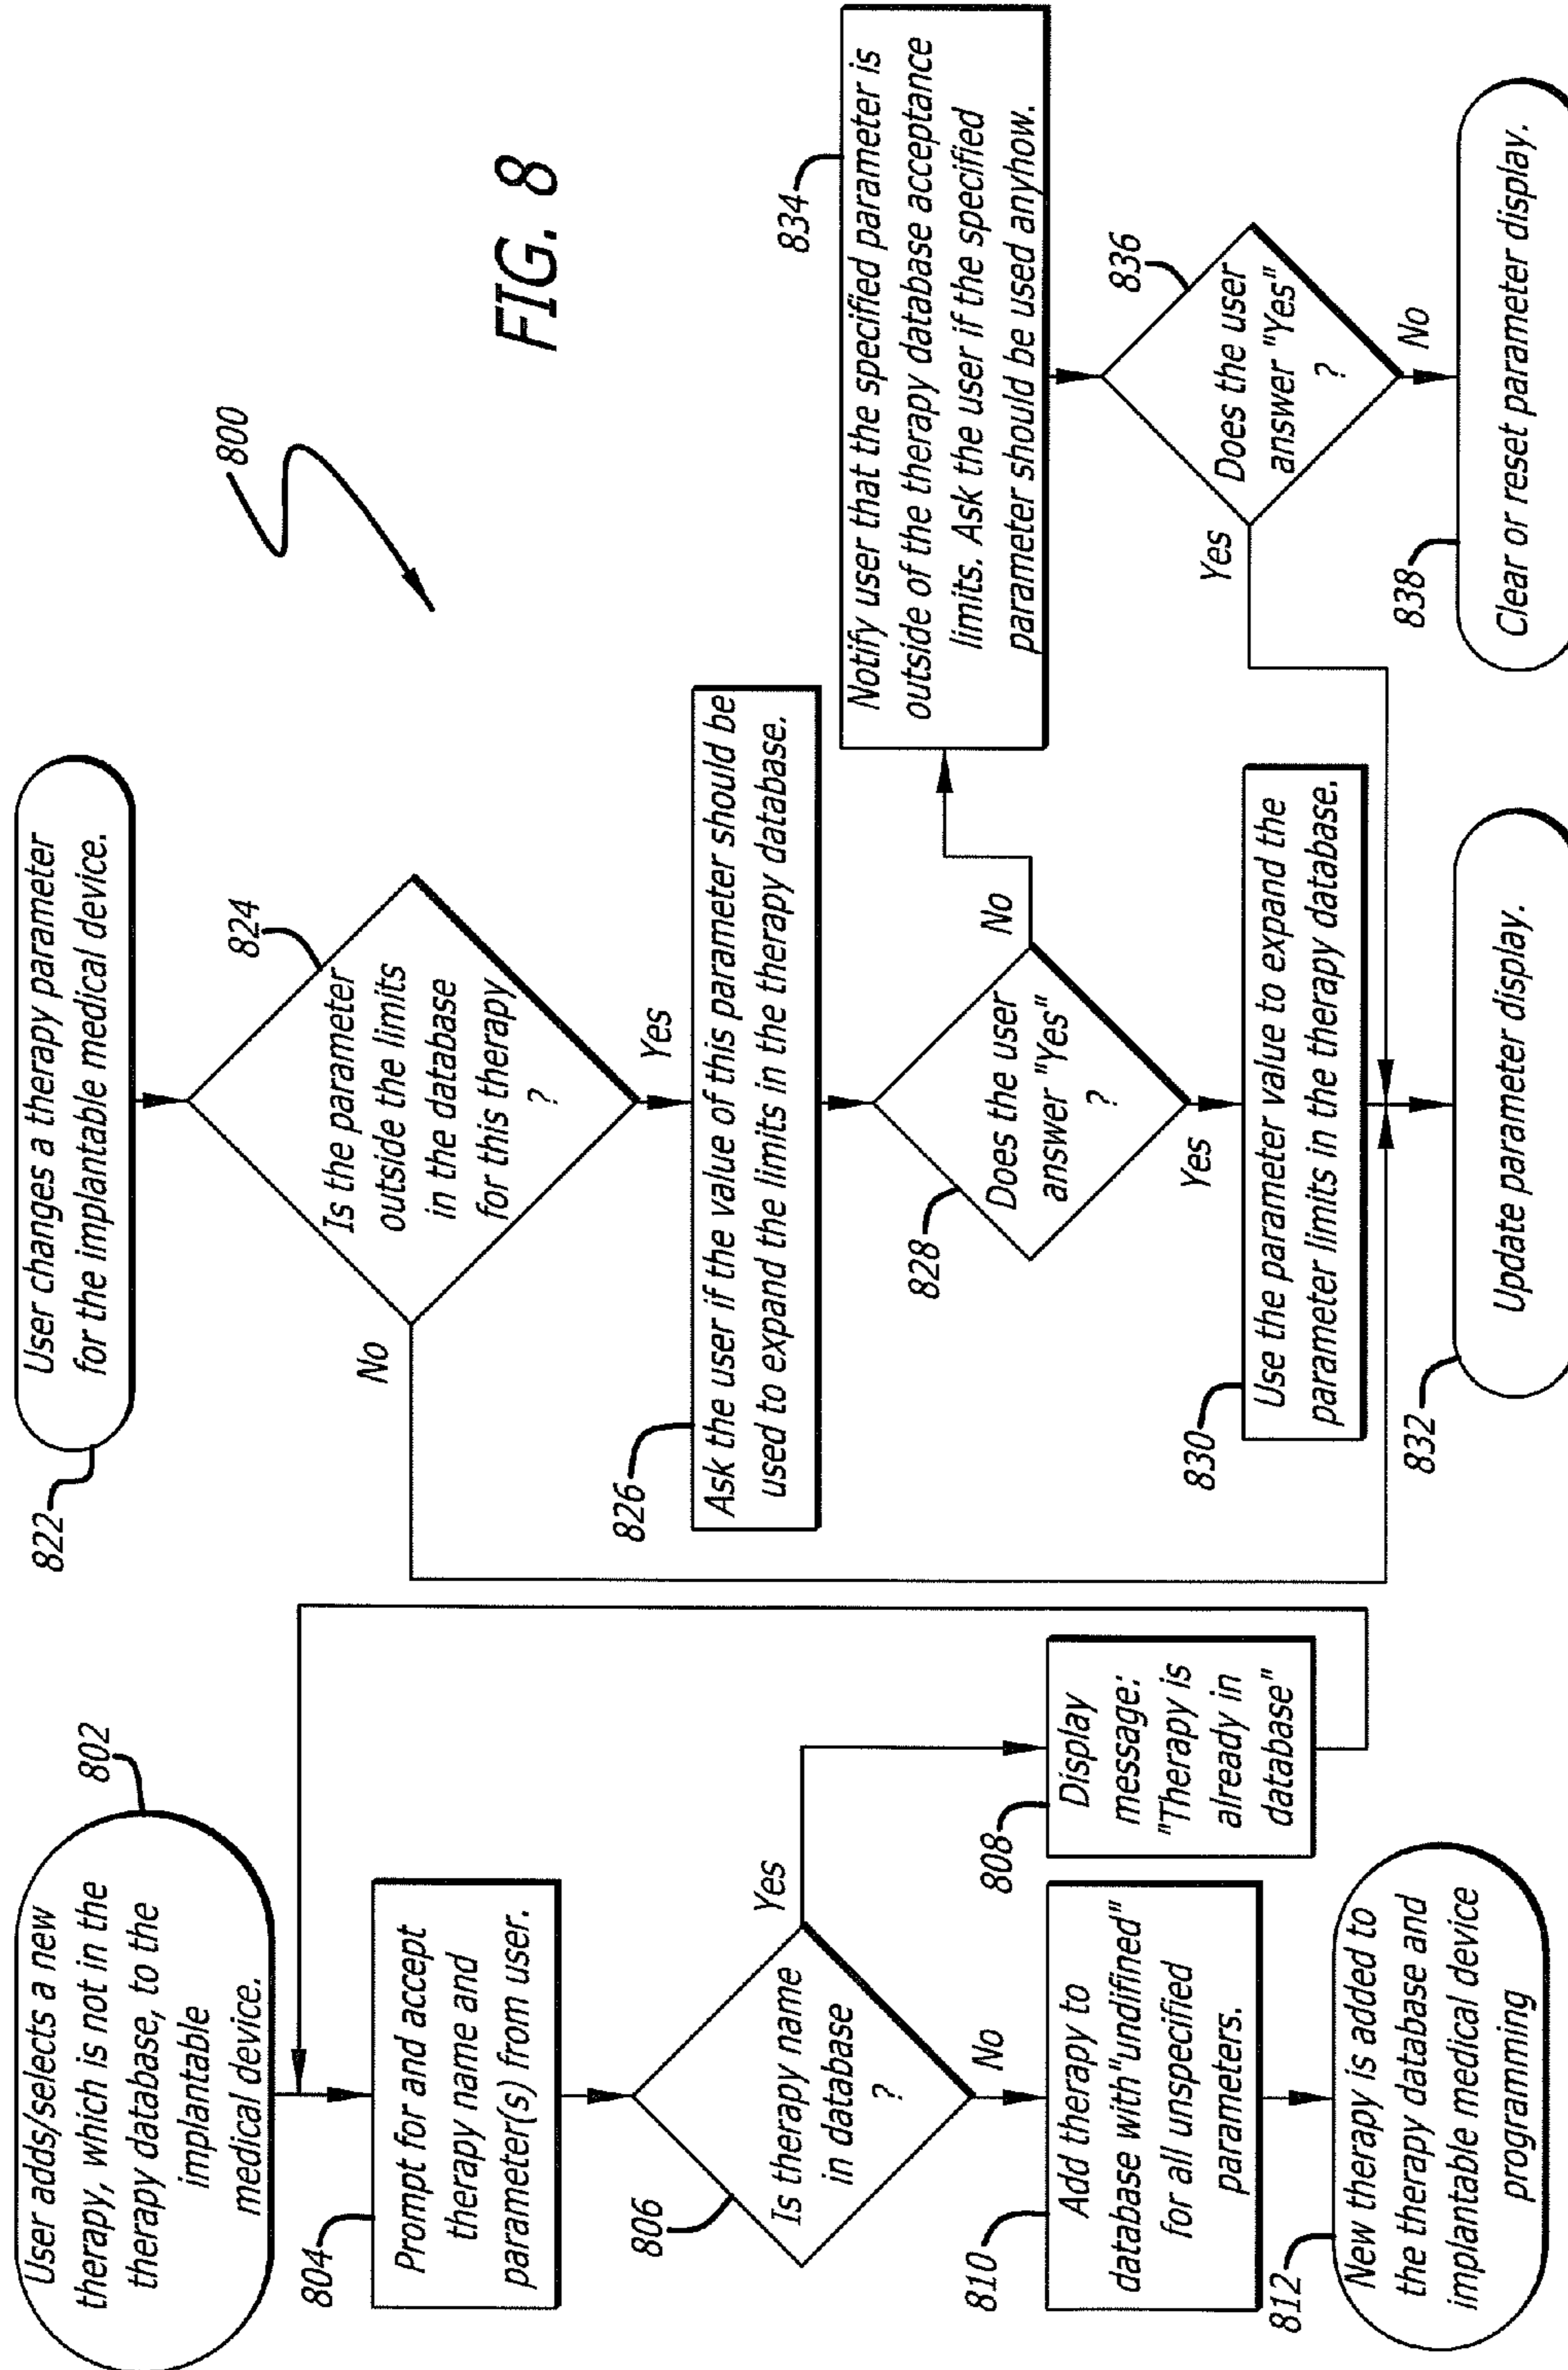 FIG. 8
800
802
User adds/selects a new
therapy, which is not in the
therapy database, to the
implantable
medical device.
804
Prompt for and accept
therapy name and
parameter(s) from user.
806
Is therapy name
in database
?
Yes
No
808
Display
message:
"Therapy is
already in
database"
810
Add therapy to
database with"undifined"
for all unspecified
parameters.
812
New therapy is added to
the therapy database and
implantable medical device
programming
822
User changes a therapy parameter
for the implantable medical device.
824
Is the parameter
outside the limits
in the database
for this therapy
?
No
Yes
826
Ask the user if the value of this parameter should be
used to expand the limits in the therapy database.
828
Does the user
answer "Yes"
?
No
Yes
830
Use the parameter value to expand the
parameter limits in the therapy database.
832
Update parameter display.
834
Notify user that the specified parameter is
outside of the therapy database acceptance
limits. Ask the user if the specified
parameter should be used anyhow.
836
Does the user
answer "Yes"
?
Yes
No
838
Clear or reset parameter display.